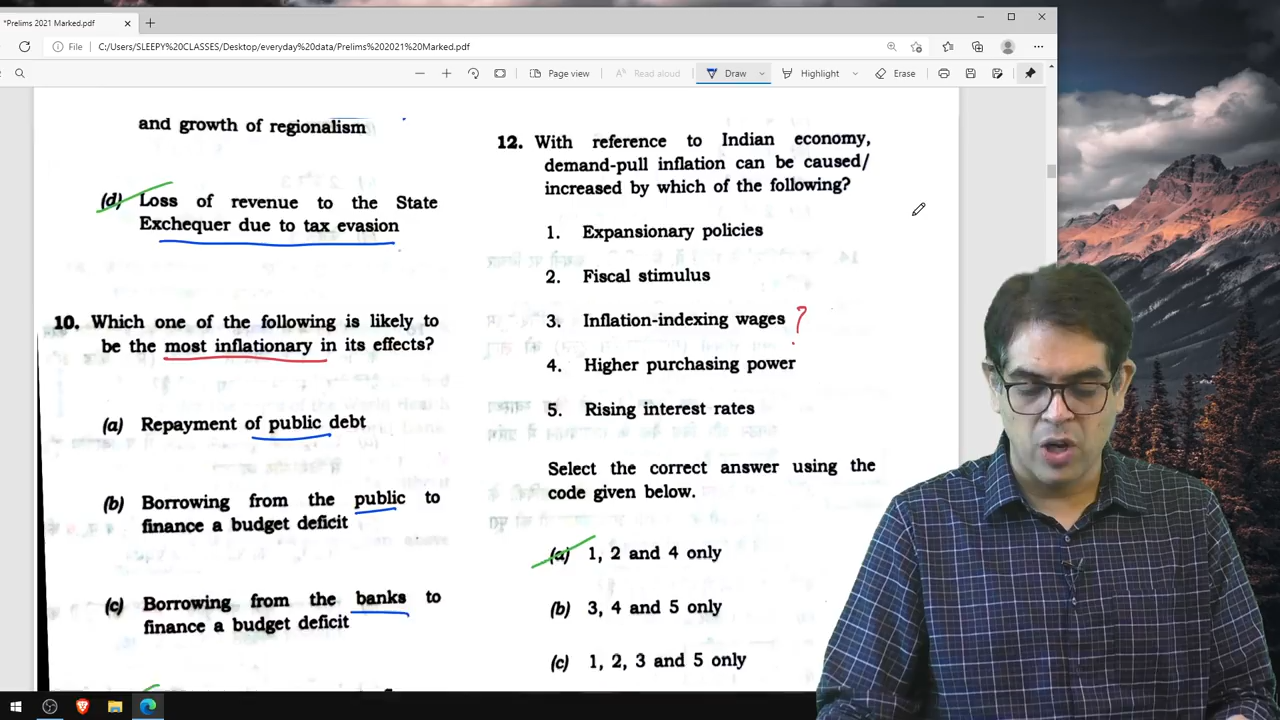 *Prelims 2021 Marked.pdf
File C:/Users/SLEEPY%20CLASSES/Desktop/everyday%20data/Prelims%202021%20Marked.pdf
Page view
Read aloud
Draw
Highlight
Erase
and growth of regionalism
(d) Loss of revenue to the State
Exchequer due to tax evasion
10. Which one of the following is likely to
be the most inflationary in its effects?
(a) Repayment of public debt
(b) Borrowing from the public to
finance a budget deficit
(c) Borrowing from the banks to
finance a budget deficit
12. With reference to Indian economy,
demand-pull inflation can be caused/
increased by which of the following?
1. Expansionary policies
2. Fiscal stimulus
3. Inflation-indexing wages ?
4. Higher purchasing power
5. Rising interest rates
Select the correct answer using the
code given below.
(a) 1, 2 and 4 only
(b) 3, 4 and 5 only
(c) 1, 2, 3 and 5 only